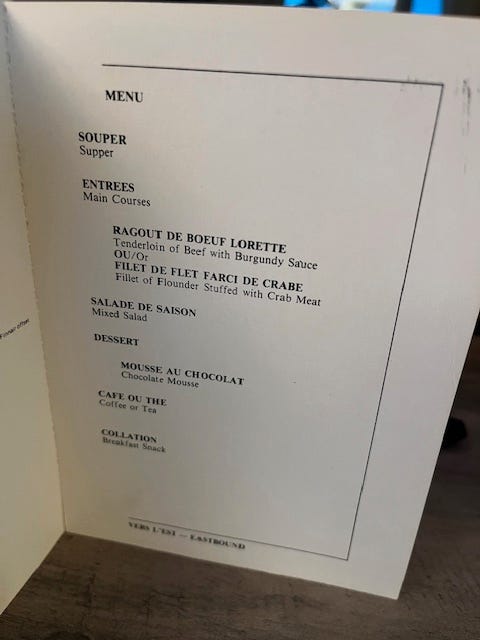 MENU
SOUPER
Supper
ENTREES
Main Courses
RAGOUT DE BOEUF LORETTE
Tenderloin of Beef with Burgundy Sauce
OU/Or
FILET DE FLET FARCI DE CRABE
Fillet of Flounder Stuffed with Crab Meat
SALADE DE SAISON
Mixed Salad
DESSERT
MOUSSE AU CHOCOLAT
Chocolate Mousse
CAFE OU THE
Coffee or Tea
COLLATION
Breakfast Snack
VERS L'EST — EASTBOUND